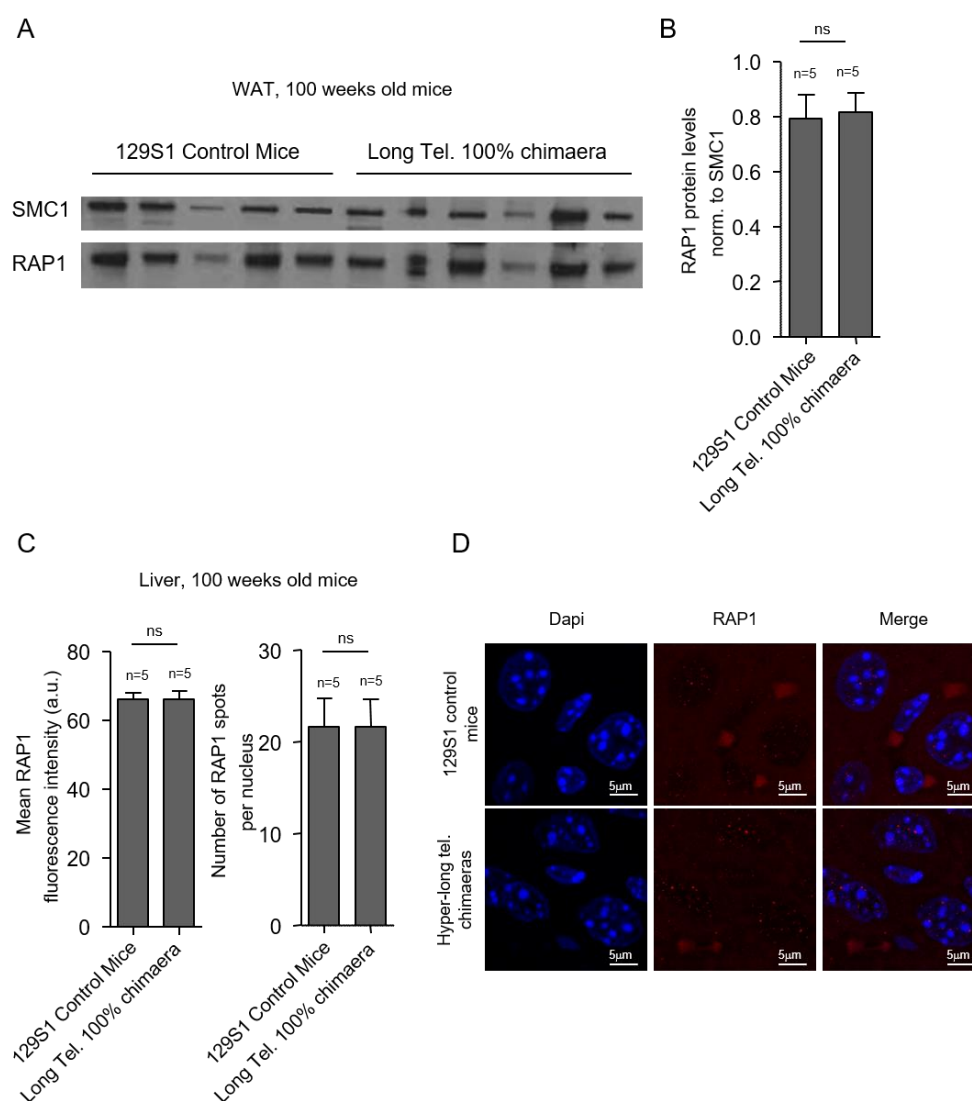 A
WAT, 100 weeks old mice
129S1 Control Mice
Long Tel. 100% chimaera
SMC1
RAP1
B
ns
n=5
n=5
RAP1 protein levels
norm. to SMC1
1.0
0.8
0.6
0.4
0.2
0.0
129S1 Control Mice
Long Tel. 100% chimaera
C
Liver, 100 weeks old mice
ns
n=5
n=5
Mean RAP1
fluorescence intensity (a.u.)
80
60
40
20
0
129S1 Control Mice
Long Tel. 100% chimaera
ns
n=5
n=5
Number of RAP1 spots
per nucleus
30
20
10
0
129S1 Control Mice
Long Tel. 100% chimaera
D
Dapi
RAP1
Merge
129S1 control
mice
5µm
5µm
5µm
Hyper-long tel.
chimaeras
5µm
5µm
5µm